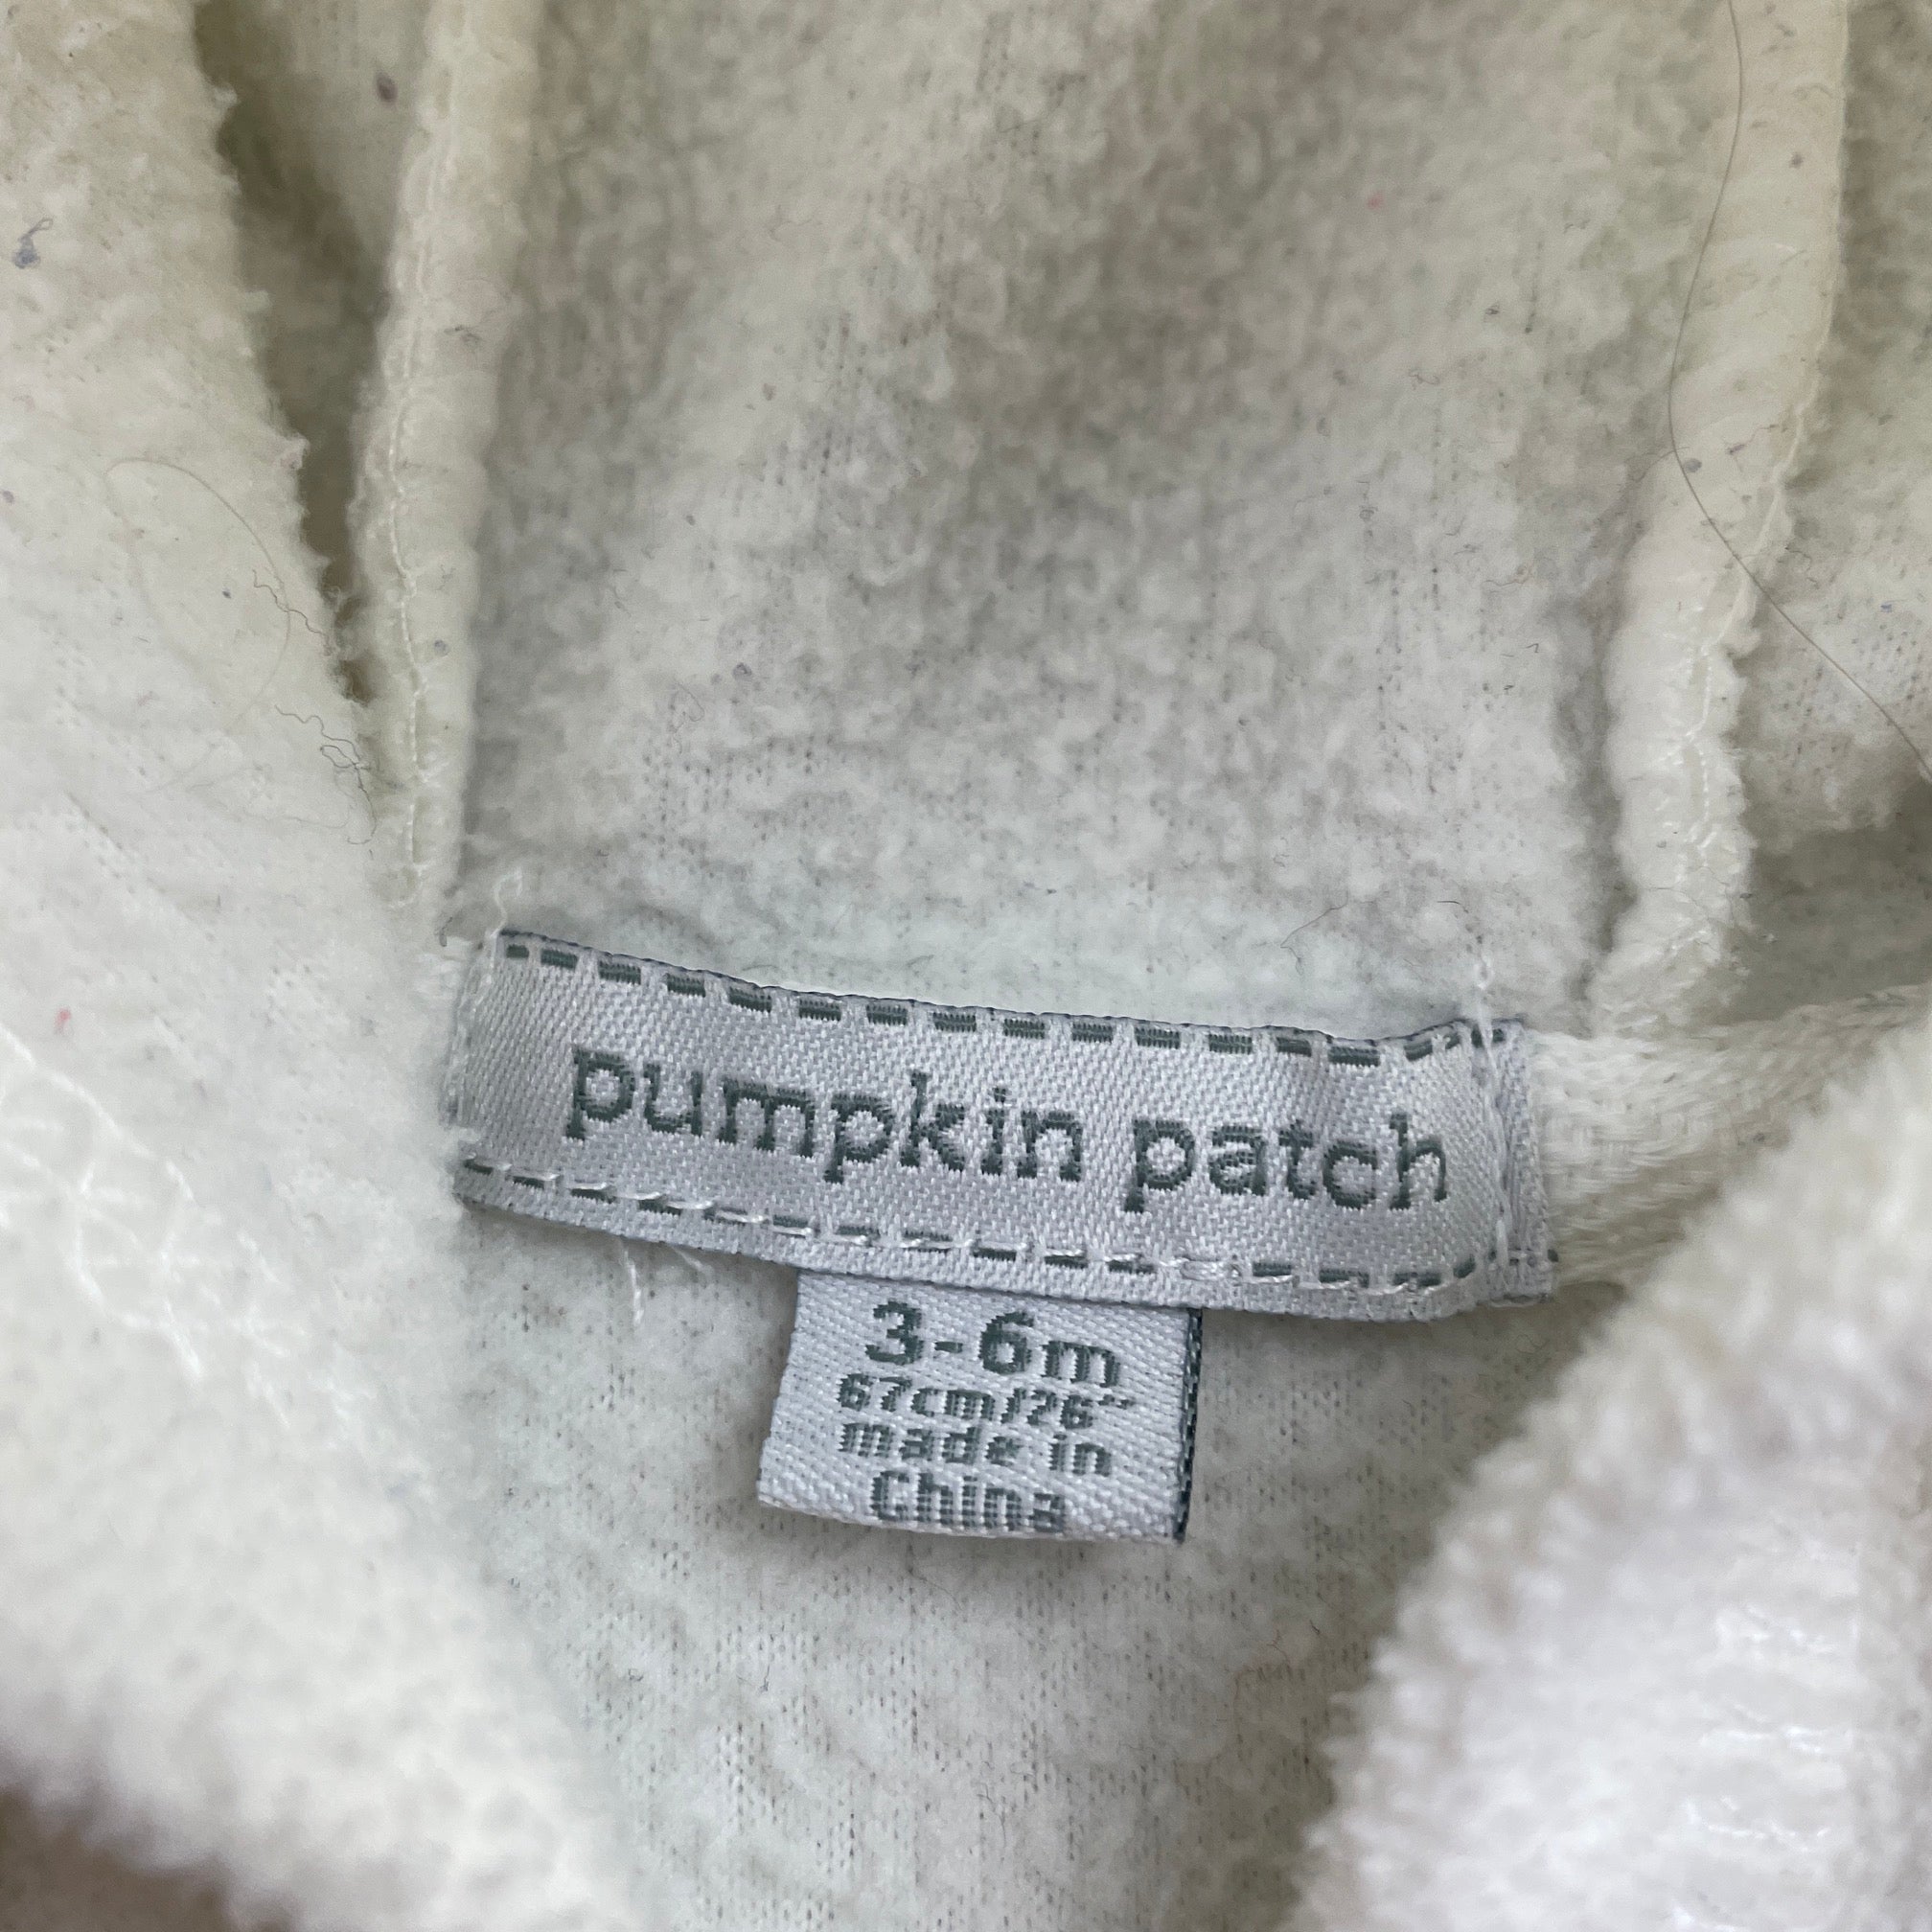 pumpkin patch
3-6m
67cm/26"
made in
China